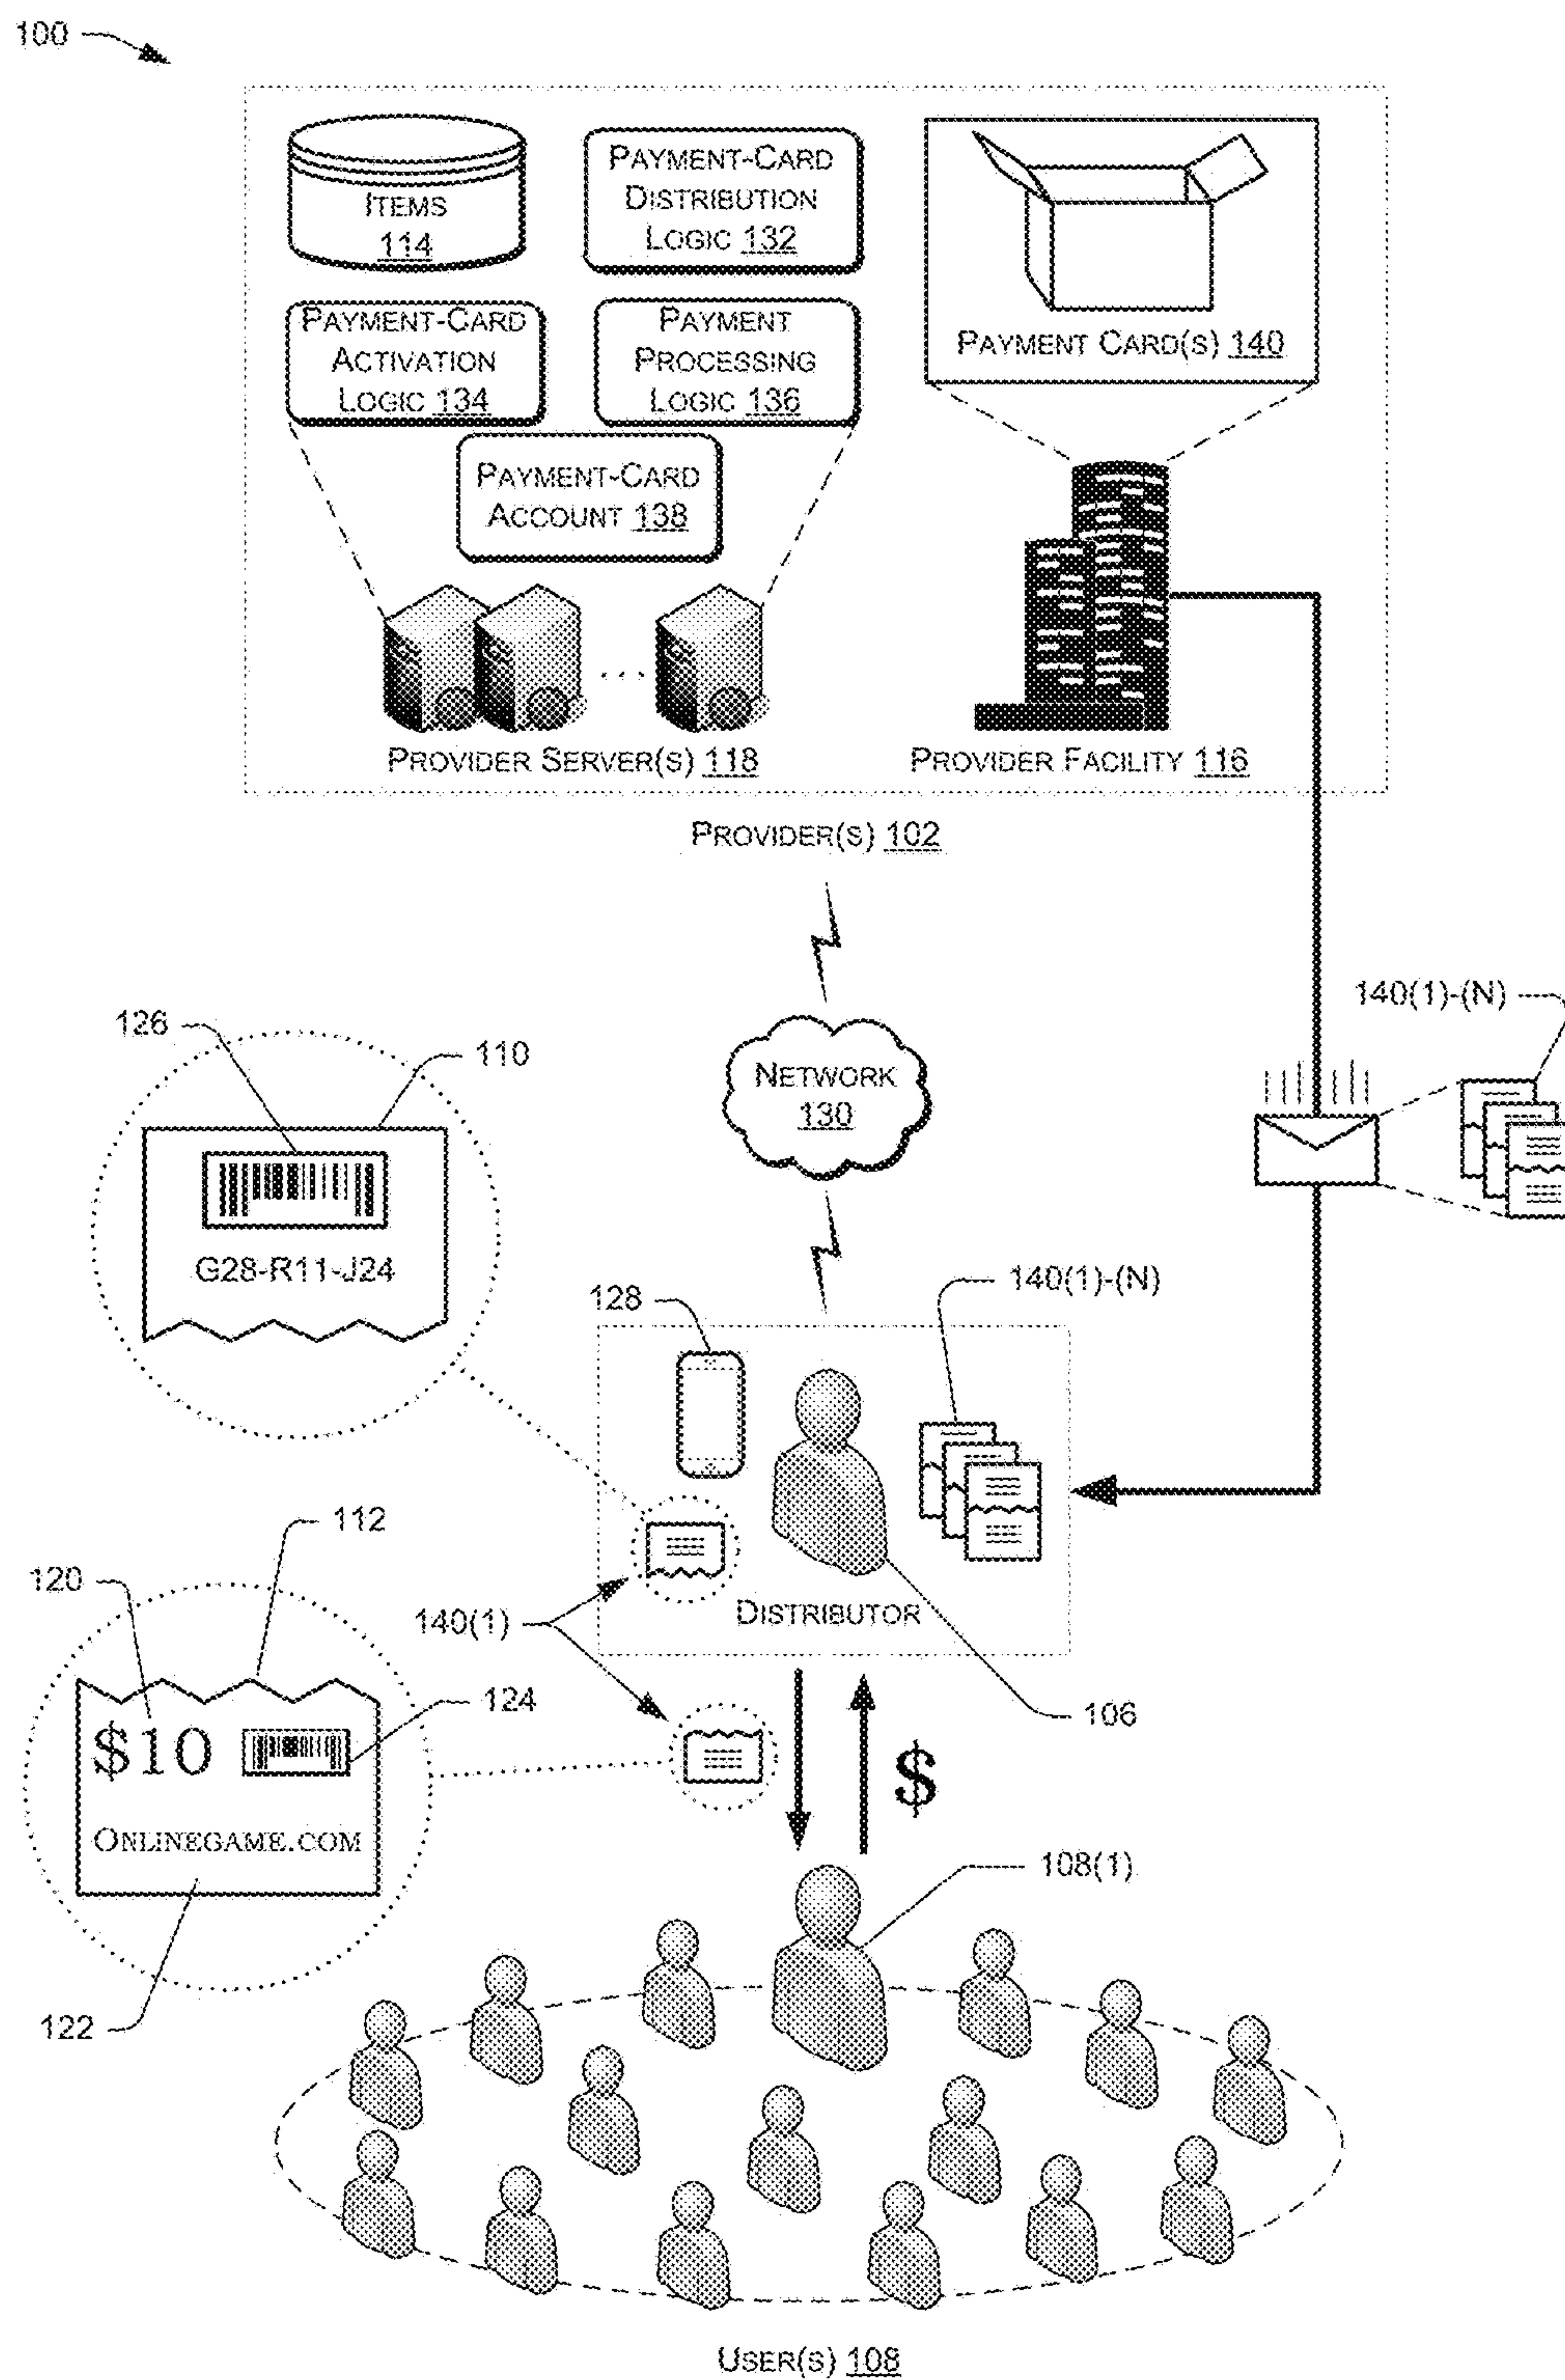 100
ITEMS
114
PAYMENT-CARD
DISTRIBUTION
LOGIC 132
PAYMENT-CARD
ACTIVATION
LOGIC 134
PAYMENT
PROCESSING
LOGIC 136
PAYMENT-CARD
ACCOUNT 138
PAYMENT CARD(S) 140
PROVIDER SERVER(S) 118
PROVIDER FACILITY 116
PROVIDER(S) 102
140(1)-(N)
126
110
NETWORK
130
G28-R11-J24
128
140(1)-(N)
112
120
140(1)
DISTRIBUTOR
124
106
$10
$
ONLINEGAME.COM
108(1)
122
USER(S) 108